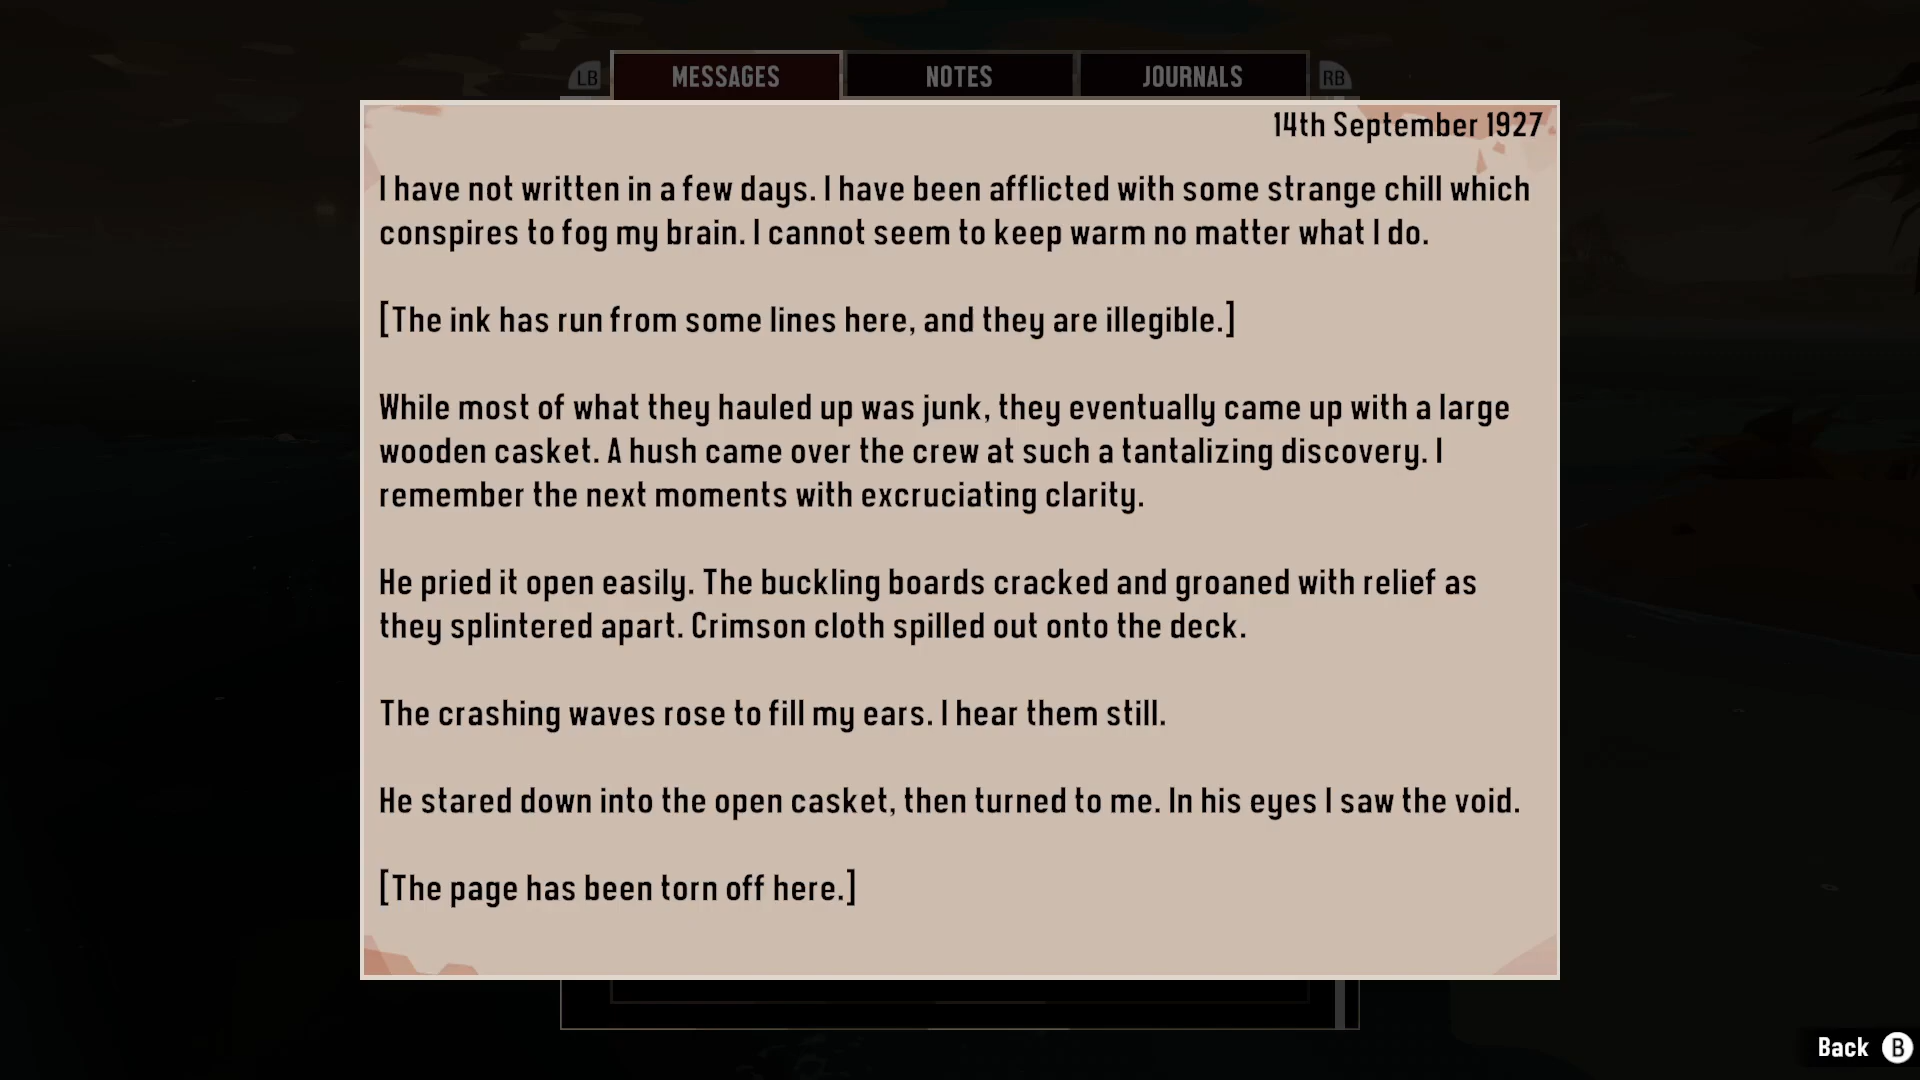 LB MESSAGES NOTES JOURNALS RB
14th September 1927
I have not written in a few days. I have been afflicted with some strange chill which
conspires to fog my brain. I cannot seem to keep warm no matter what I do.
[The ink has run from some lines here, and they are illegible.]
While most of what they hauled up was junk, they eventually came up with a large
wooden casket. A hush came over the crew at such a tantalizing discovery. I
remember the next moments with excruciating clarity.
He pried it open easily. The buckling boards cracked and groaned with relief as
they splintered apart. Crimson cloth spilled out onto the deck.
The crashing waves rose to fill my ears. I hear them still.
He stared down into the open casket, then turned to me. In his eyes I saw the void.
[The page has been torn off here.]
Back B